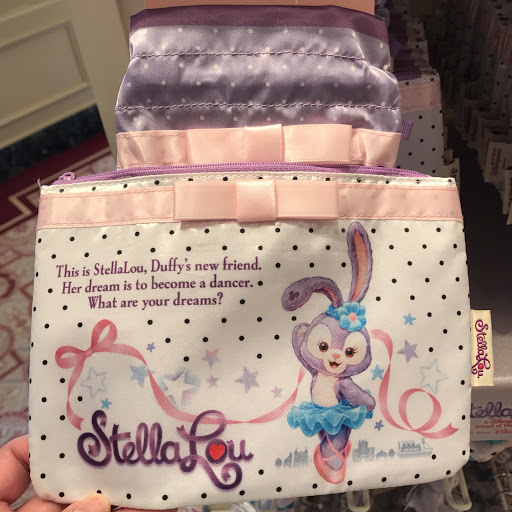 This is StellaLou, Duffy's new friend.
Her dream is to become a dancer.
What are your dreams?
StellaLou
StellaLou